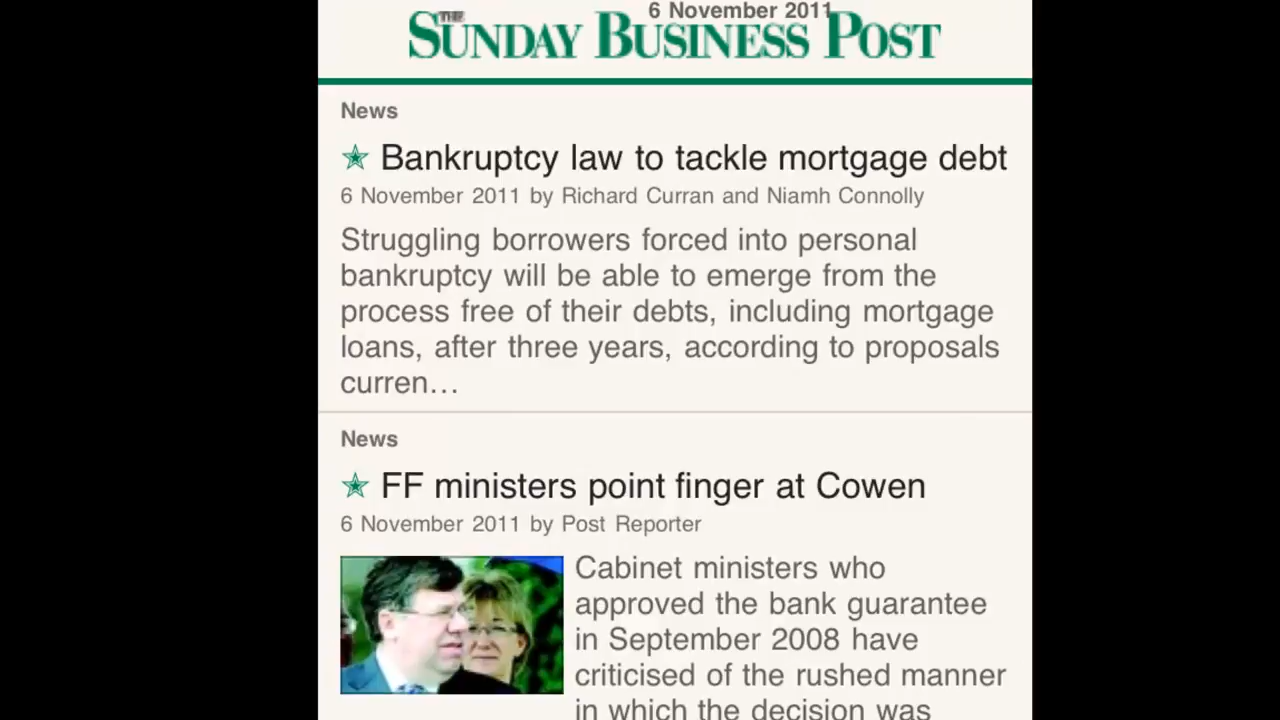 6 November 2011
THE
SUNDAY BUSINESS POST
News
Bankruptcy law to tackle mortgage debt
6 November 2011 by Richard Curran and Niamh Connolly
Struggling borrowers forced into personal
bankruptcy will be able to emerge from the
process free of their debts, including mortgage
loans, after three years, according to proposals
curren…
News
FF ministers point finger at Cowen
6 November 2011 by Post Reporter
Cabinet ministers who
approved the bank guarantee
in September 2008 have
criticised of the rushed manner
in which the decision was